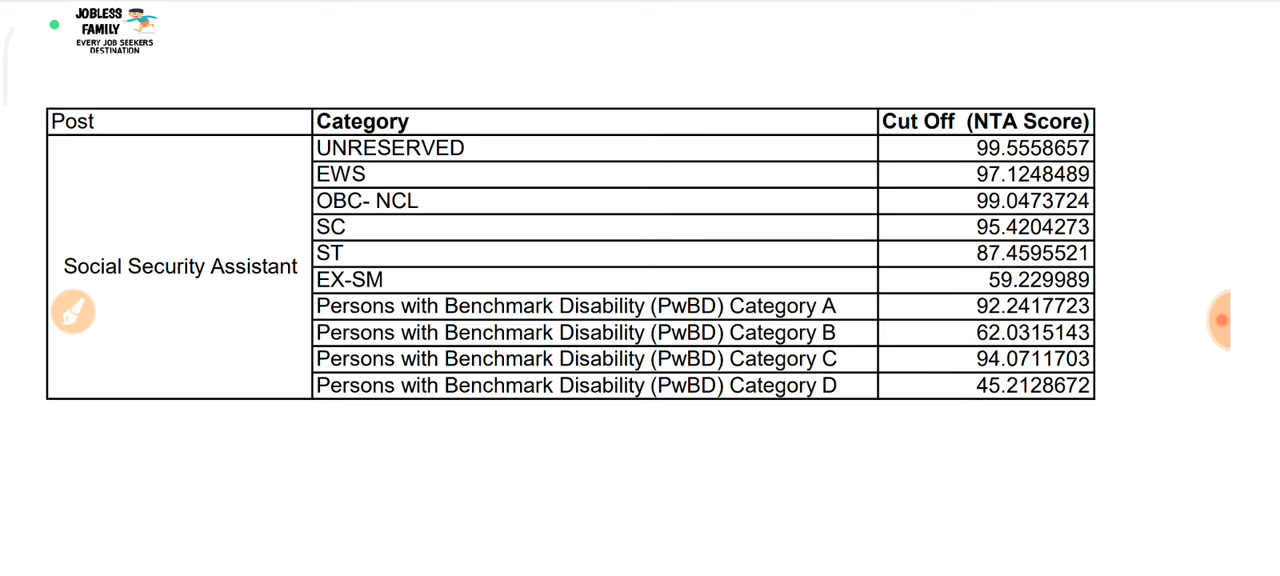 JOBLESS
FAMILY
EVERY JOB SEEKERS
DESTINATION
Post Category Cut Off (NTA Score)
UNRESERVED 99.5558657
EWS 97.1248489
OBC- NCL 99.0473724
SC 95.4204273
ST 87.4595521
Social Security Assistant
EX-SM 59.229989
Persons with Benchmark Disability (PwBD) Category A 92.2417723
Persons with Benchmark Disability (PwBD) Category B 62.0315143
Persons with Benchmark Disability (PwBD) Category C 94.0711703
Persons with Benchmark Disability (PwBD) Category D 45.2128672